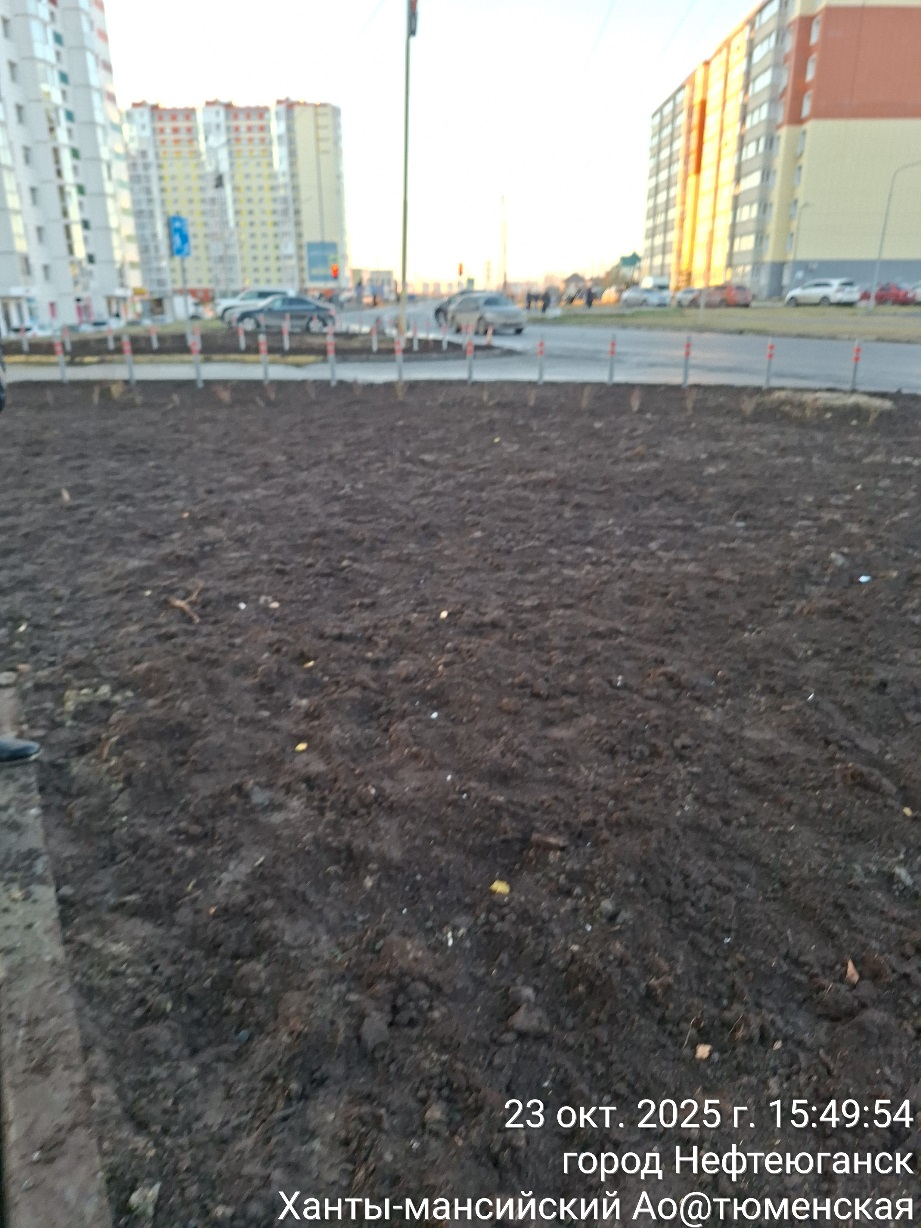 23 окт. 2025 г. 15:49:54
город Нефтеюганск
Ханты-мансийский Ао@тюменская